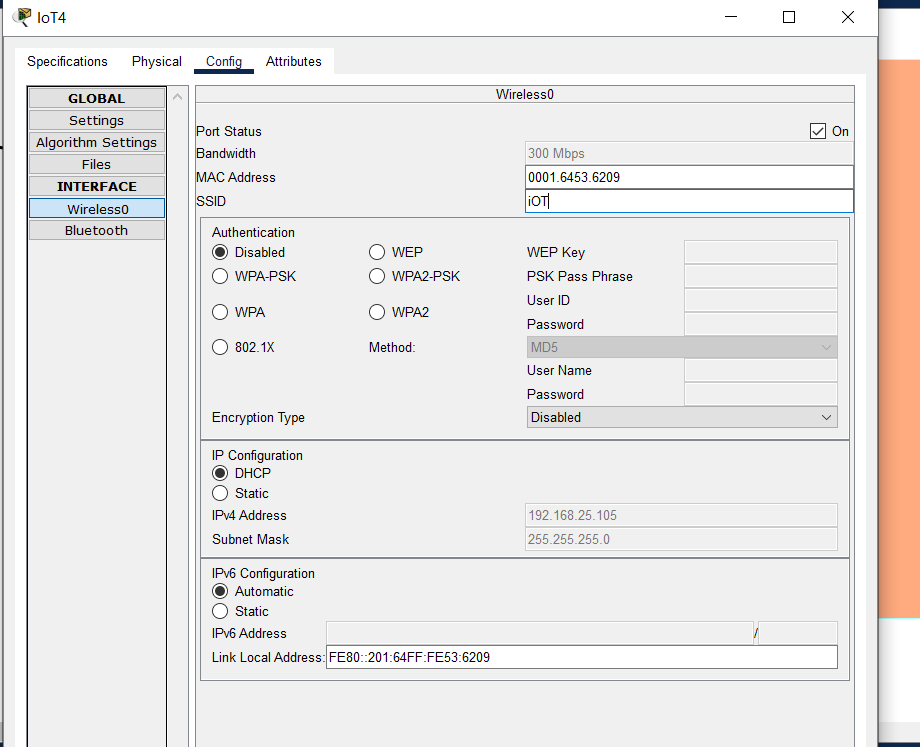 IoT4
Specifications Physical Config Attributes
GLOBAL
Settings
Algorithm Settings
Files
INTERFACE
Wireless0
Bluetooth
Wireless0
Port Status On
Bandwidth 300 Mbps
MAC Address 0001.6453.6209
SSID iOT
Authentication
Disabled WEP WEP Key
WPA-PSK WPA2-PSK PSK Pass Phrase
User ID
WPA WPA2
Password
802.1X Method: MD5
User Name
Password
Encryption Type Disabled
IP Configuration
DHCP
Static
IPv4 Address 192.168.25.105
Subnet Mask 255.255.255.0
IPv6 Configuration
Automatic
Static
IPv6 Address /
Link Local Address: FE80::201:64FF:FE53:6209